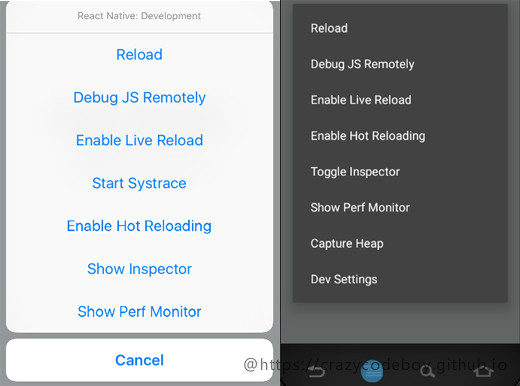 React Native: Development
Reload
Debug JS Remotely
Enable Live Reload
Start Systrace
Enable Hot Reloading
Show Inspector
Show Perf Monitor
Cancel
Reload
Debug JS Remotely
Enable Live Reload
Enable Hot Reloading
Toggle Inspector
Show Perf Monitor
Capture Heap
Dev Settings
@https://crazycodeboy.github.io